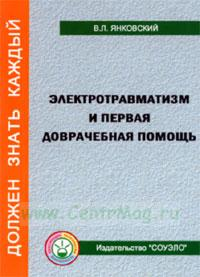 В.Л. ЯНКОВСКИЙ
ДОЛЖЕН ЗНАТЬ КАЖДЫЙ
ЭЛЕКТРОТРАВМАТИЗМ
И ПЕРВАЯ
ДОВРАЧЕБНАЯ ПОМОЩЬ
© www.CentrMag.ru
Издательство "СОУЭЛО"